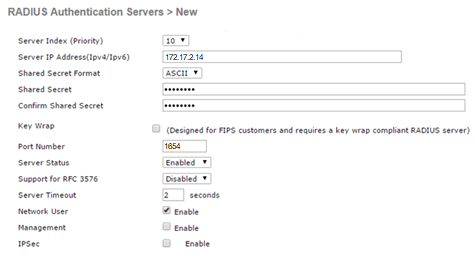 RADIUS Authentication Servers > New
Server Index (Priority) 10
Server IP Address(Ipv4/Ipv6) 172.17.2.14
Shared Secret Format ASCII
Shared Secret ••••••••
Confirm Shared Secret ••••••••
Key Wrap (Designed for FIPS customers and requires a key wrap compliant RADIUS server)
Port Number 1654
Server Status Enabled
Support for RFC 3576 Disabled
Server Timeout 2 seconds
Network User Enable
Management Enable
IPSec Enable